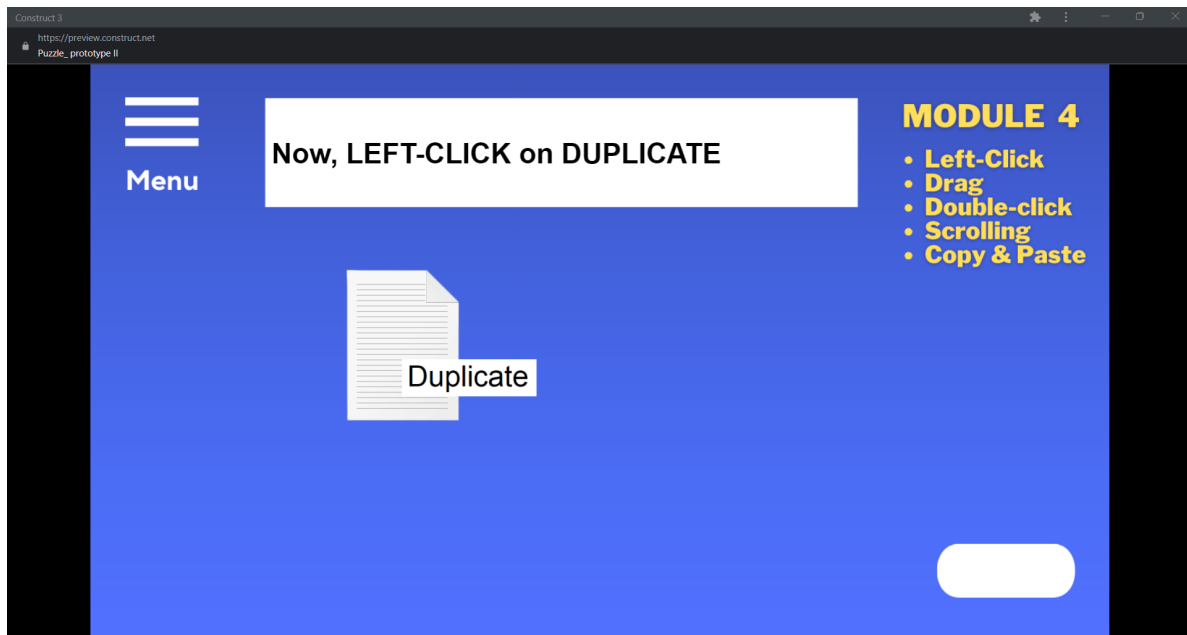 Construct 3
https://preview.construct.net
Puzzle_ prototype II
Menu
Now, LEFT-CLICK on DUPLICATE
MODULE 4
• Left-Click
• Drag
• Double-click
• Scrolling
• Copy & Paste
Duplicate